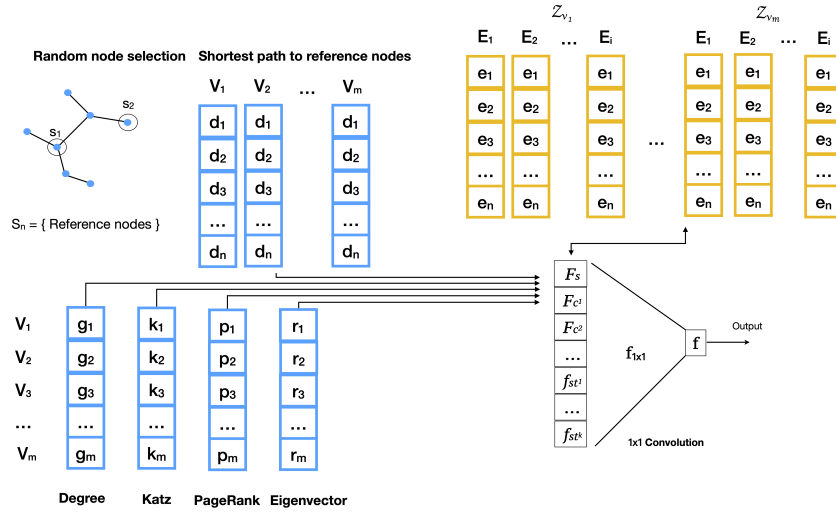 Random node selection
S1
S2
Sn = { Reference nodes }
Shortest path to reference nodes
V1 V2 ... Vm
d1 d1 d1
d2 d2 d2
d3 d3 d3
... ... ...
dn dn dn
𝒵v1 𝒵vm
E1 E2 ... Ei E1 E2 ... Ei
e1 e1 e1 e1 e1 e1
e2 e2 e2 e2 e2 e2
e3 e3 e3 ... e3 e3 e3
... ... ... ... ... ...
en en en en en en
V1 g1 k1 p1 r1
V2 g2 k2 p2 r2
V3 g3 k3 p3 r3
... ... ... ... ...
Vm gm km pm rm
Degree Katz PageRank Eigenvector
Fs
Fc1
Fc2
...
fst1
...
fstk
f1x1
f
Output
1x1 Convolution